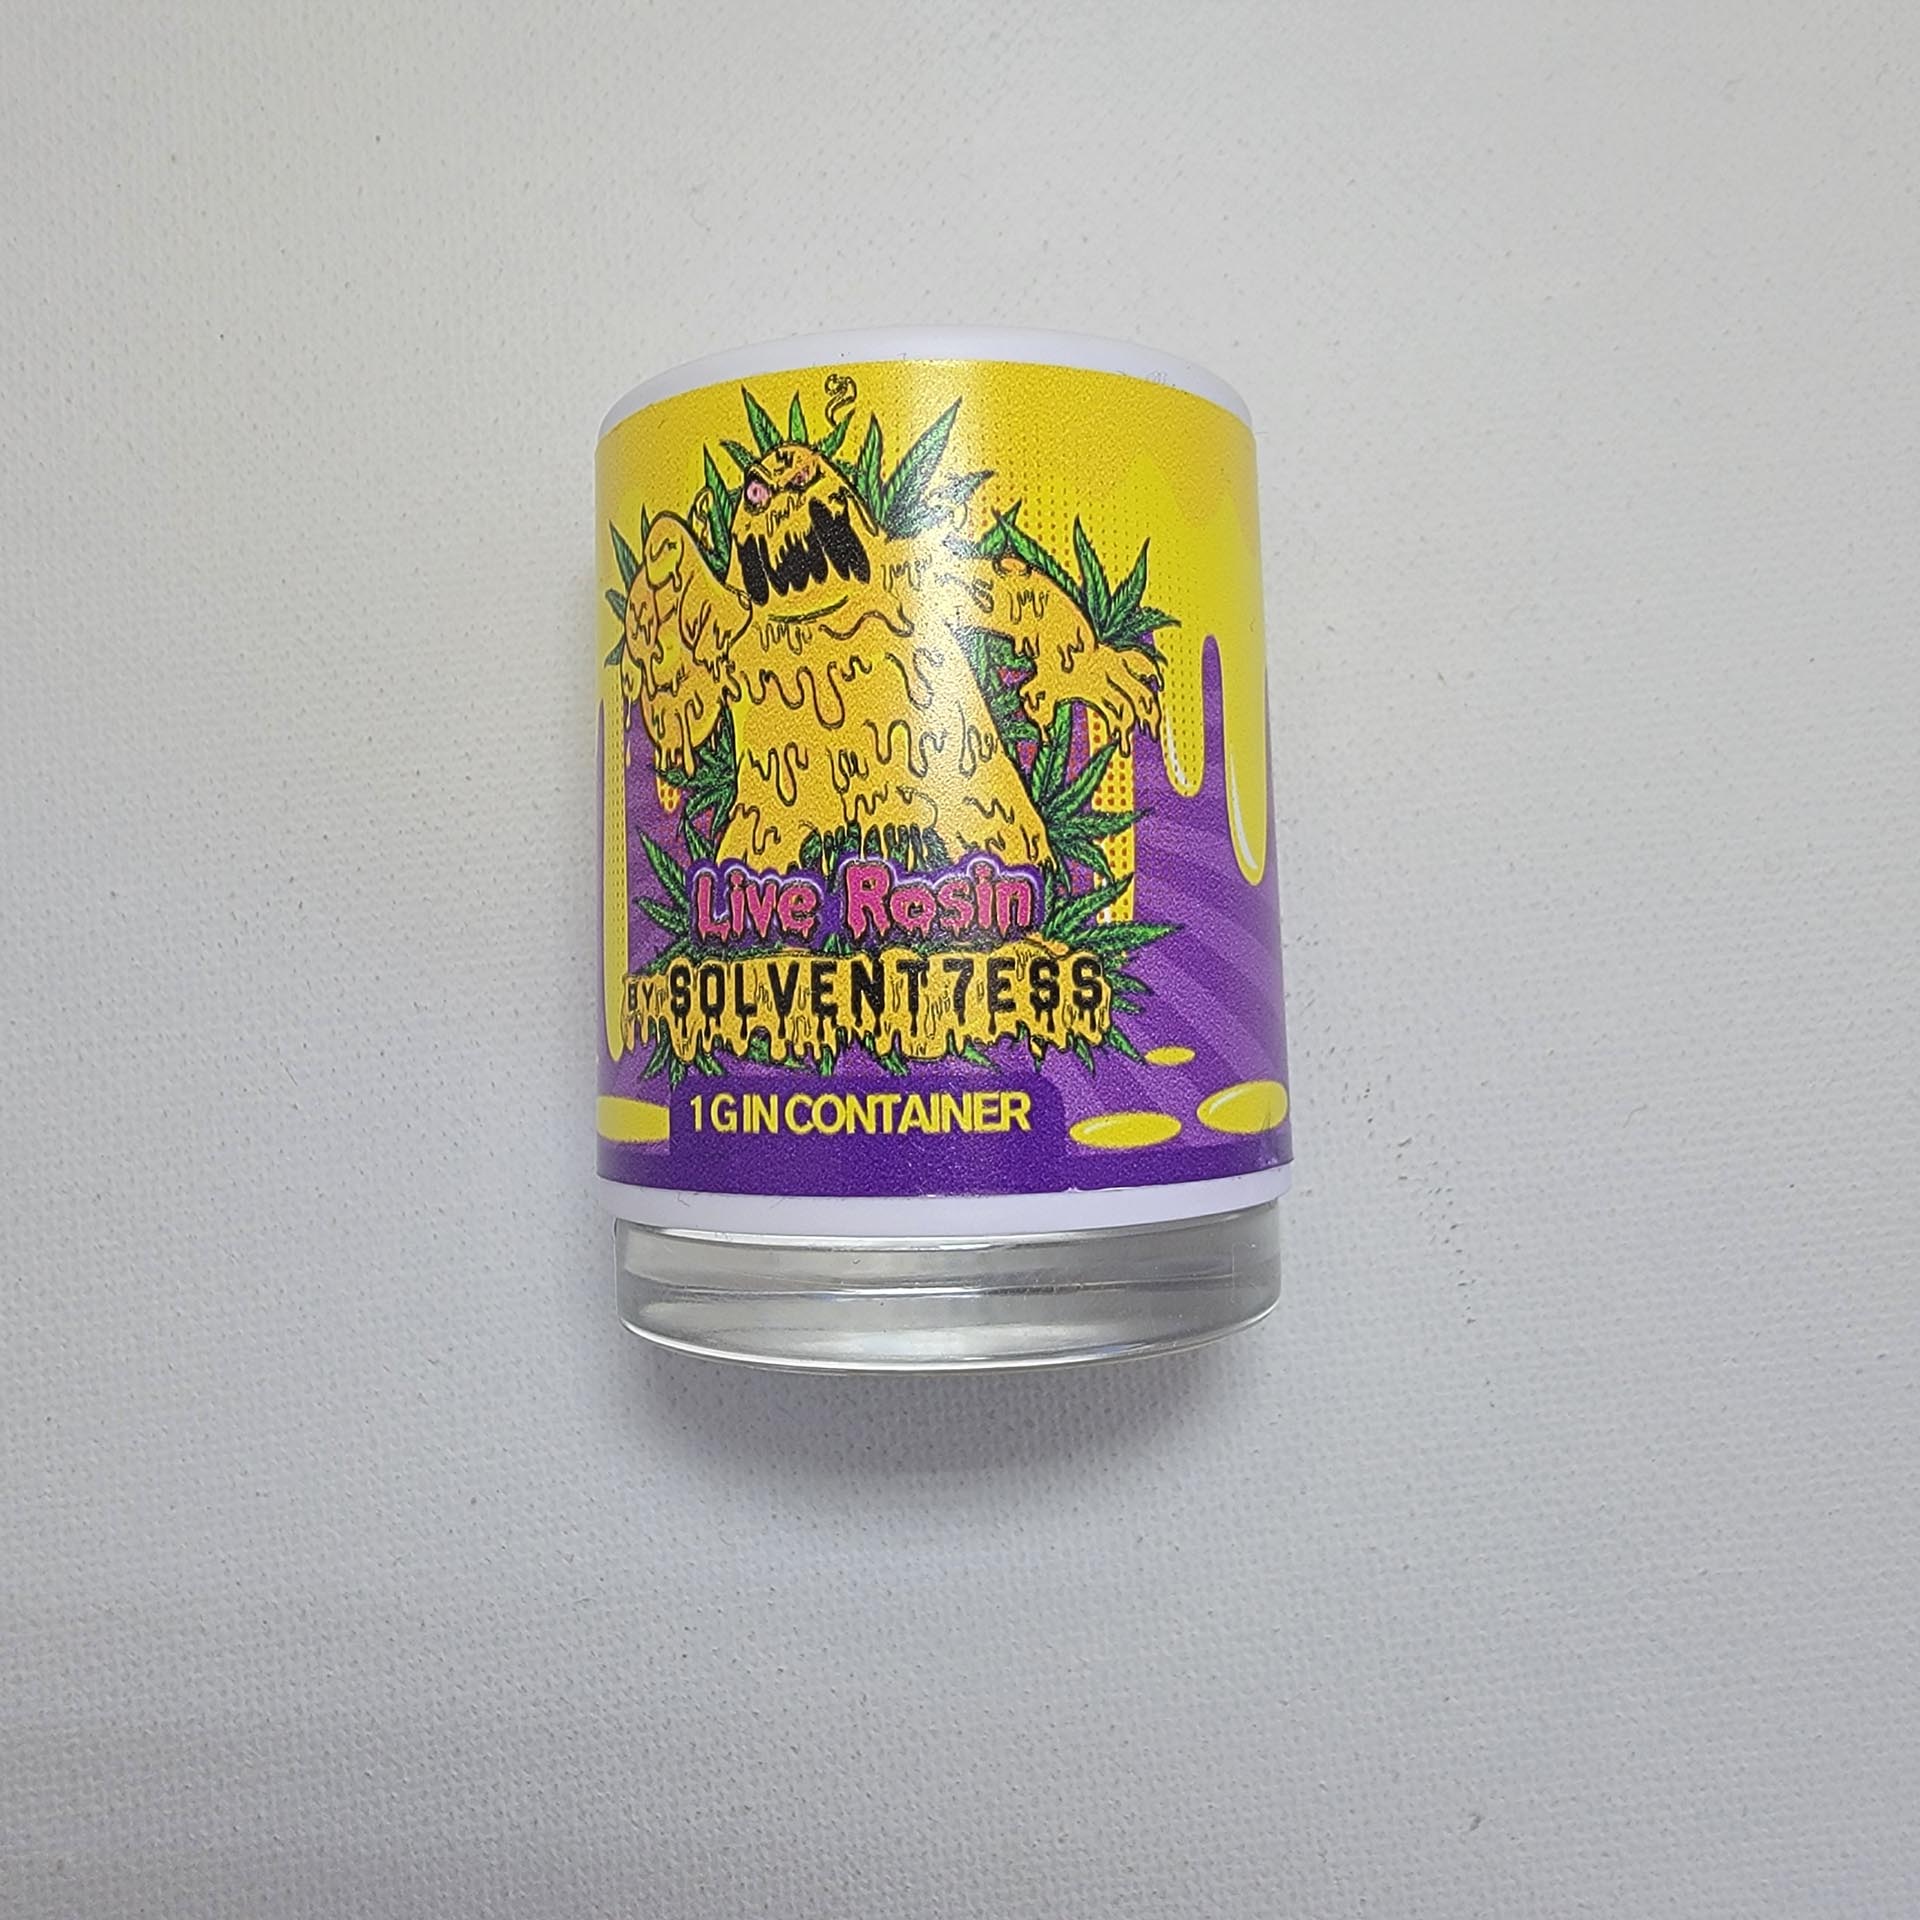 Live Rosin
BY SOLVENT7ESS
1 G IN CONTAINER